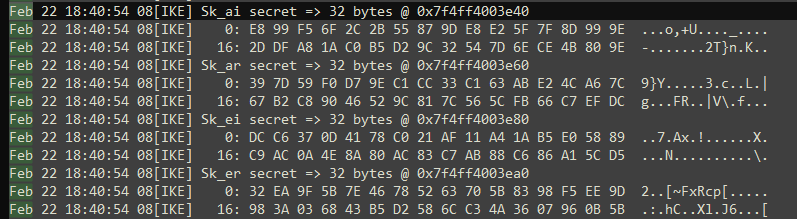 Feb 22 18:40:54 08[IKE] Sk_ai secret => 32 bytes @ 0x7f4ff4003e40
Feb 22 18:40:54 08[IKE]    0: E8 99 F5 6F 2C 2B 55 87 9D E8 E2 5F 7F 8D 99 9E  ...o,+U...._....
Feb 22 18:40:54 08[IKE]   16: 2D DF A8 1A C0 B5 D2 9C 32 54 7D 6E CE 4B 80 9E  -.......2T}n.K..
Feb 22 18:40:54 08[IKE] Sk_ar secret => 32 bytes @ 0x7f4ff4003e60
Feb 22 18:40:54 08[IKE]    0: 39 7D 59 F0 D7 9E C1 CC 33 C1 63 AB E2 4C A6 7C  9}Y.....3.c..L.|
Feb 22 18:40:54 08[IKE]   16: 67 B2 C8 90 46 52 9C 81 7C 56 5C FB 66 C7 EF DC  g...FR..|V\.f...
Feb 22 18:40:54 08[IKE] Sk_ei secret => 32 bytes @ 0x7f4ff4003e80
Feb 22 18:40:54 08[IKE]    0: DC C6 37 0D 41 78 C0 21 AF 11 A4 1A B5 E0 58 89  ..7.Ax.!......X.
Feb 22 18:40:54 08[IKE]   16: C9 AC 0A 4E 8A 80 AC 83 C7 AB 88 C6 86 A1 5C D5  ...N..........\.
Feb 22 18:40:54 08[IKE] Sk_er secret => 32 bytes @ 0x7f4ff4003ea0
Feb 22 18:40:54 08[IKE]    0: 32 EA 9F 5B 7E 46 78 52 63 70 5B 83 98 F5 EE 9D  2..[~FxRcp[.....
Feb 22 18:40:54 08[IKE]   16: 98 3A 03 68 43 B5 D2 58 6C C3 4A 36 07 96 0B 5B  .:.hC..Xl.J6...[